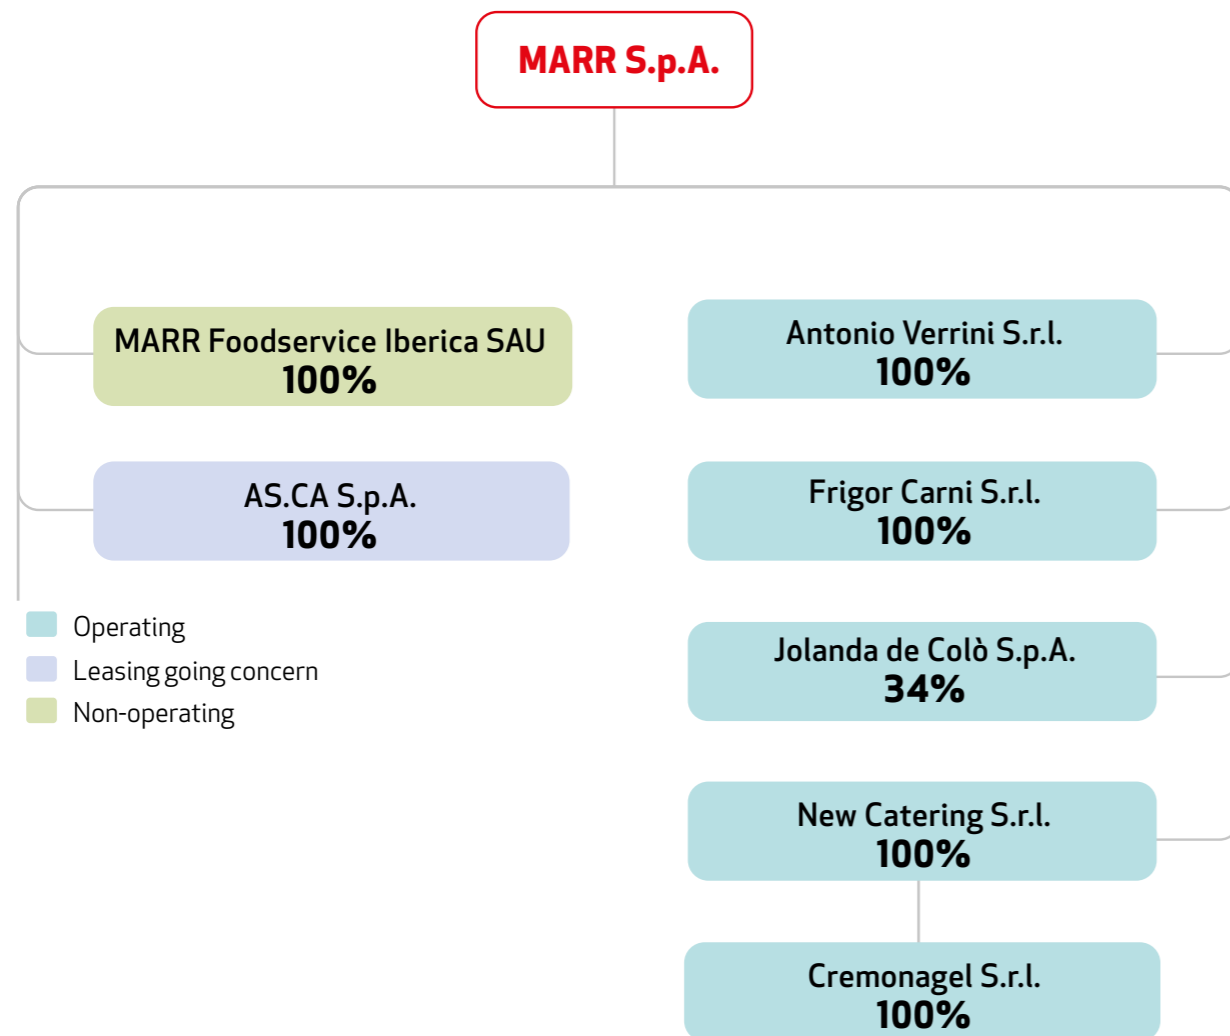 MARR S.p.A.
MARR Foodservice Iberica SAU
100%
AS.CA S.p.A.
100%
Operating
Leasing going concern
Non-operating
Antonio Verrini S.r.l.
100%
Frigor Carni S.r.l.
100%
Jolanda de Colò S.p.A.
34%
New Catering S.r.l.
100%
Cremonagel S.r.l.
100%